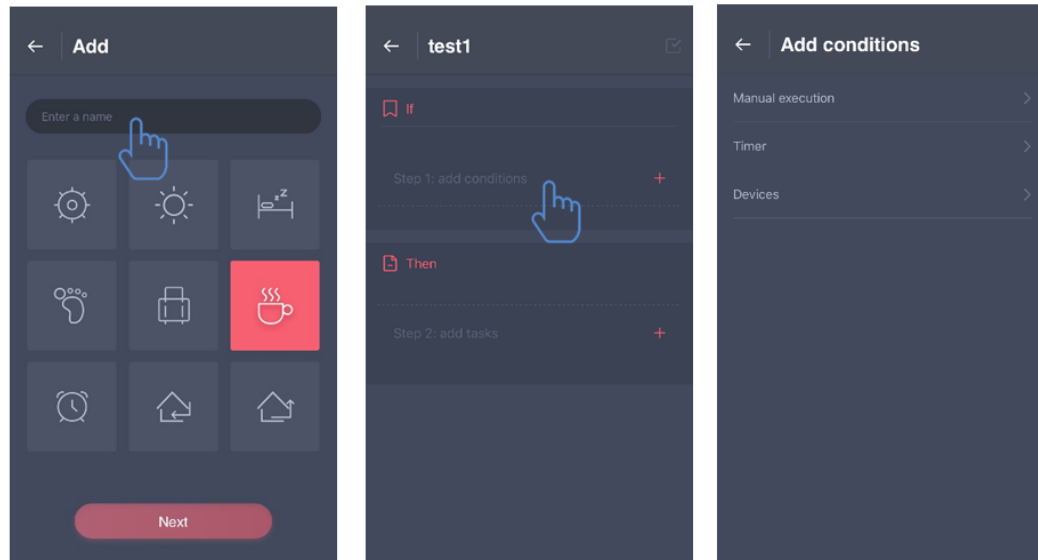 Add
Enter a name
Next
test1
If
Step 1: add conditions
Then
Step 2: add tasks
Add conditions
Manual execution
Timer
Devices